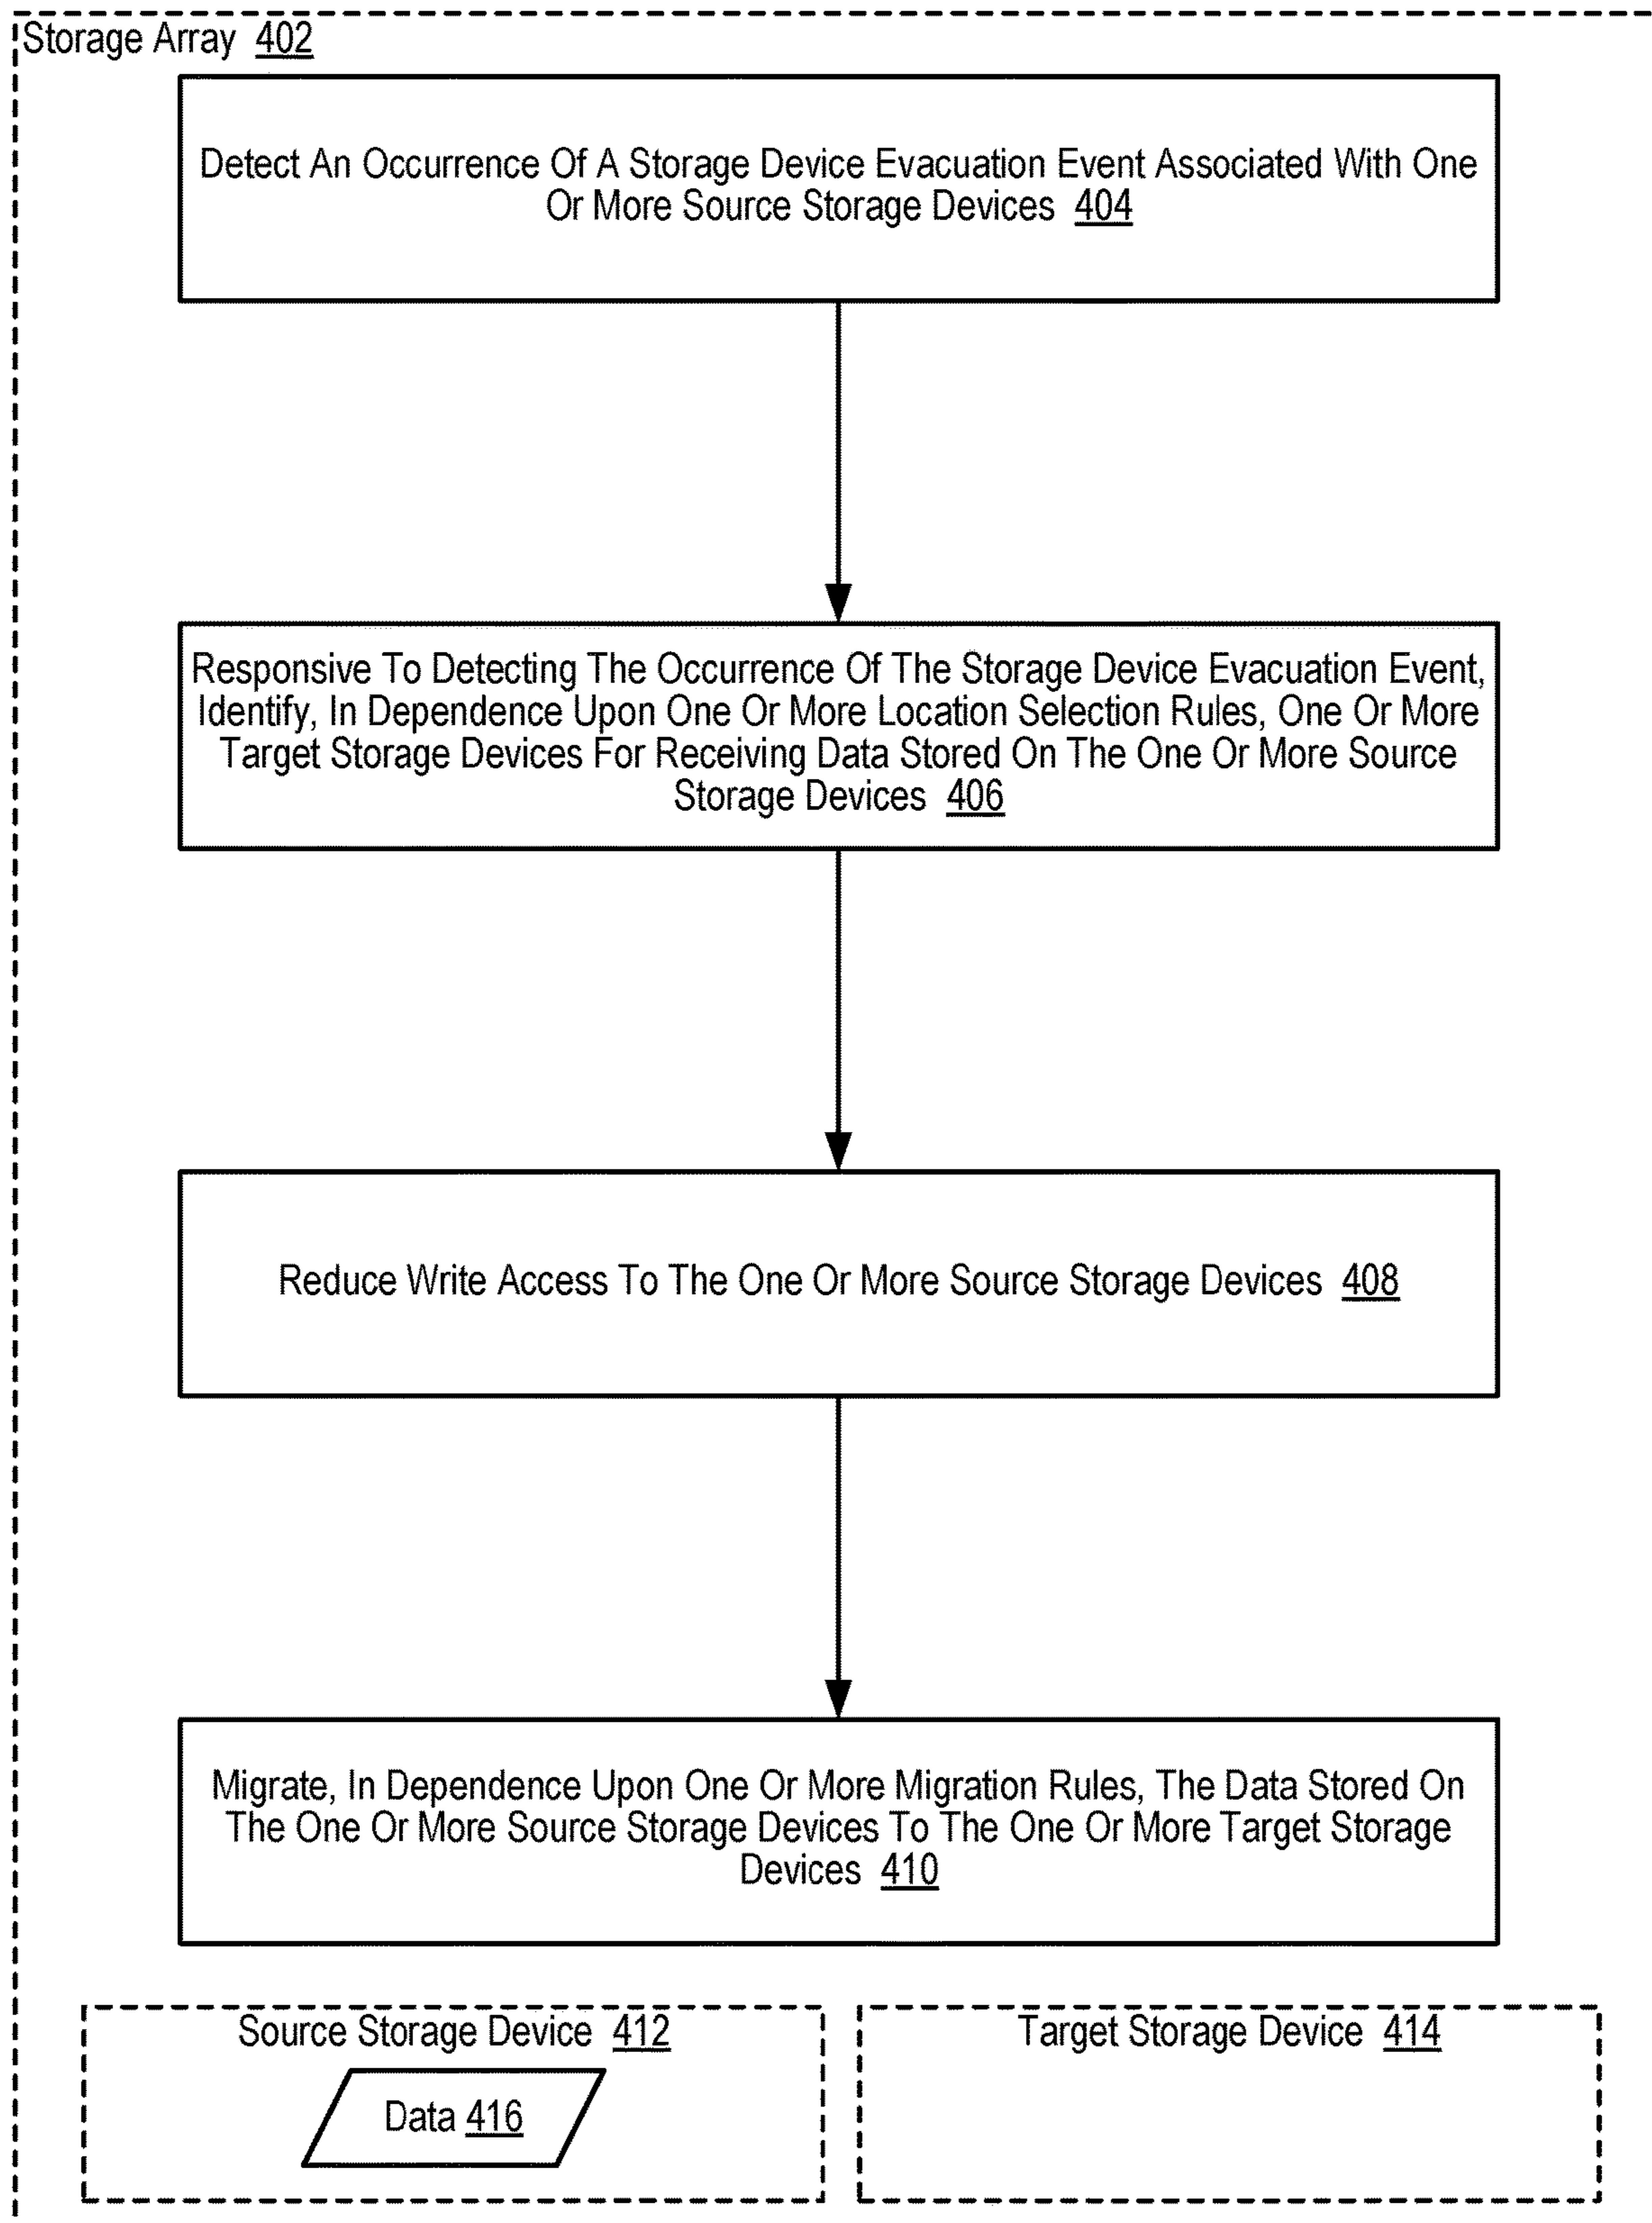 Storage Array 402
Detect An Occurrence Of A Storage Device Evacuation Event Associated With One
Or More Source Storage Devices 404
Responsive To Detecting The Occurrence Of The Storage Device Evacuation Event,
Identify, In Dependence Upon One Or More Location Selection Rules, One Or More
Target Storage Devices For Receiving Data Stored On The One Or More Source
Storage Devices 406
Reduce Write Access To The One Or More Source Storage Devices 408
Migrate, In Dependence Upon One Or More Migration Rules, The Data Stored On
The One Or More Source Storage Devices To The One Or More Target Storage
Devices 410
Source Storage Device 412
Target Storage Device 414
Data 416